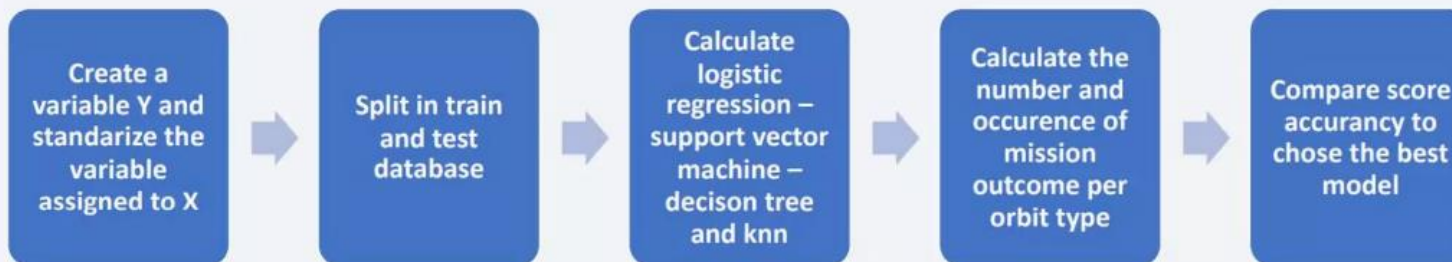 Create a
variable Y and
standarize the
variable
assigned to X
Split in train
and test
database
Calculate
logistic
regression –
support vector
machine –
decison tree
and knn
Calculate the
number and
occurence of
mission
outcome per
orbit type
Compare score
accurancy to
chose the best
model